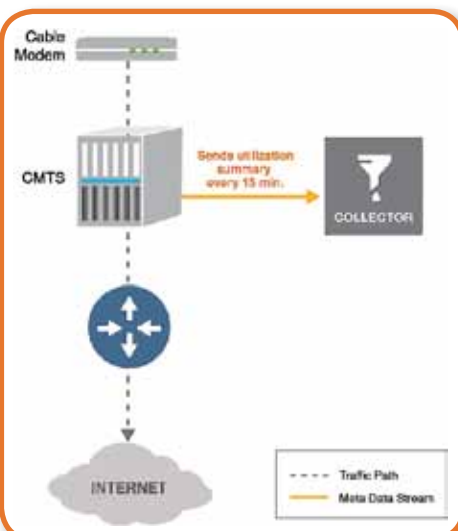 Cable
Modem
CMTS
Sends utilization
summary
every 15 min.
COLLECTOR
INTERNET
Traffic Path
Meta Data Stream